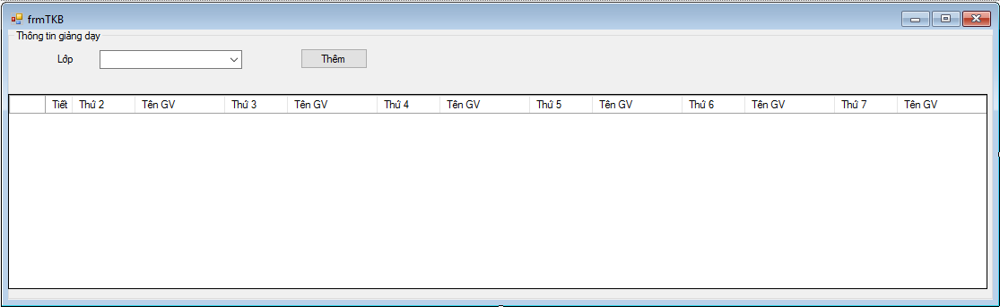 frmTKB
Thông tin giảng dạy
Lớp Thêm
Tiết Thứ 2 Tên GV Thứ 3 Tên GV Thứ 4 Tên GV Thứ 5 Tên GV Thứ 6 Tên GV Thứ 7 Tên GV